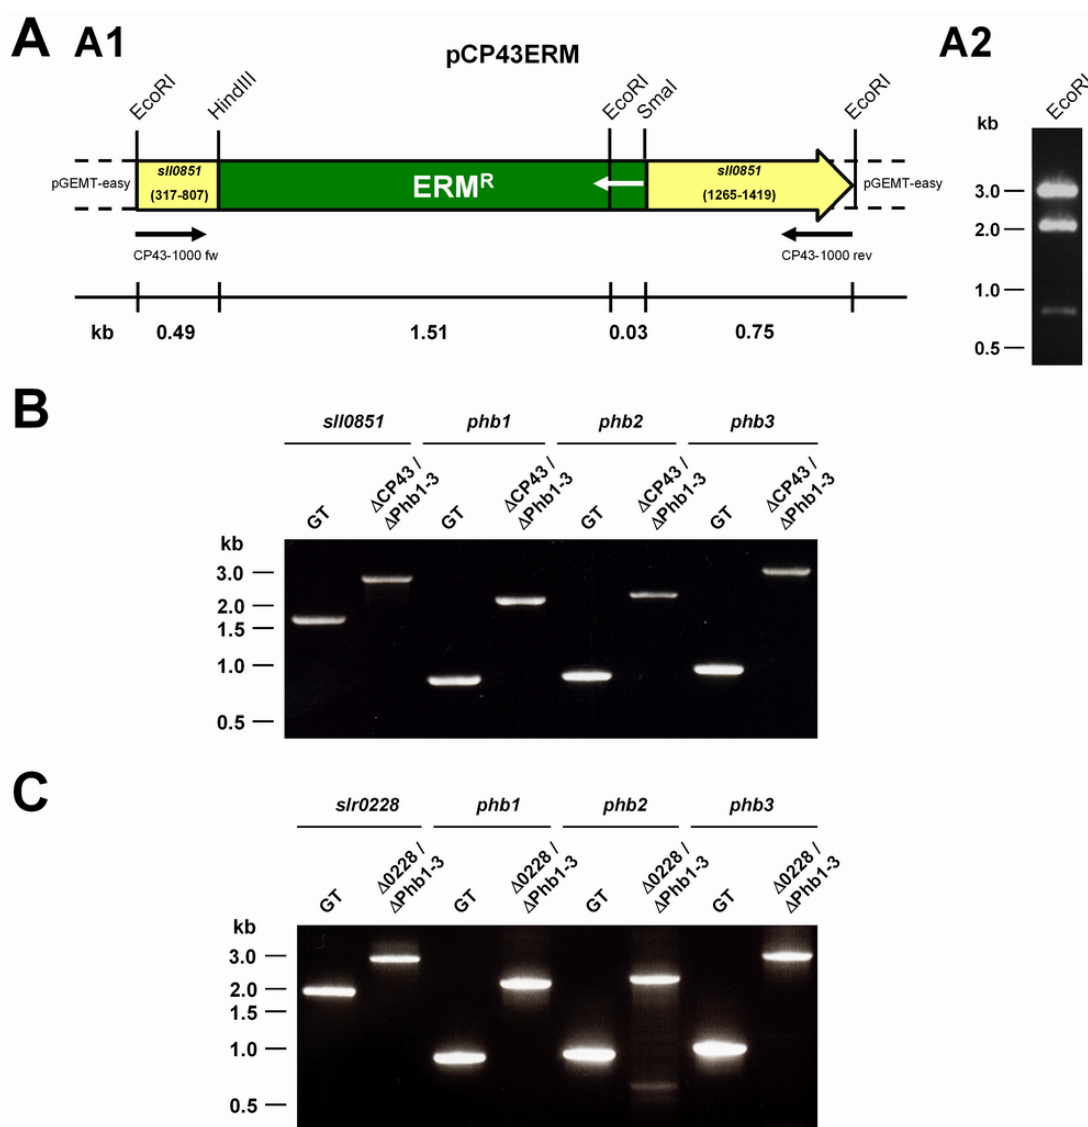 A A1 pCP43ERM A2
EcoRI HindIII EcoRI SmaI EcoRI EcoRI
kb
pGEMT-easy sll0851 ERMR sll0851 pGEMT-easy
(317-807) (1265-1419)
3.0
2.0
CP43-1000 fw CP43-1000 rev
1.0
kb 0.49 1.51 0.03 0.75
0.5
B
sll0851 phb1 phb2 phb3
GT ΔCP43 / ΔPhb1-3 GT ΔCP43 / ΔPhb1-3 GT ΔCP43 / ΔPhb1-3 GT ΔCP43 / ΔPhb1-3
kb
3.0
2.0
1.5
1.0
0.5
C
slr0228 phb1 phb2 phb3
GT Δ0228 / ΔPhb1-3 GT Δ0228 / ΔPhb1-3 GT Δ0228 / ΔPhb1-3 GT Δ0228 / ΔPhb1-3
kb
3.0
2.0
1.5
1.0
0.5